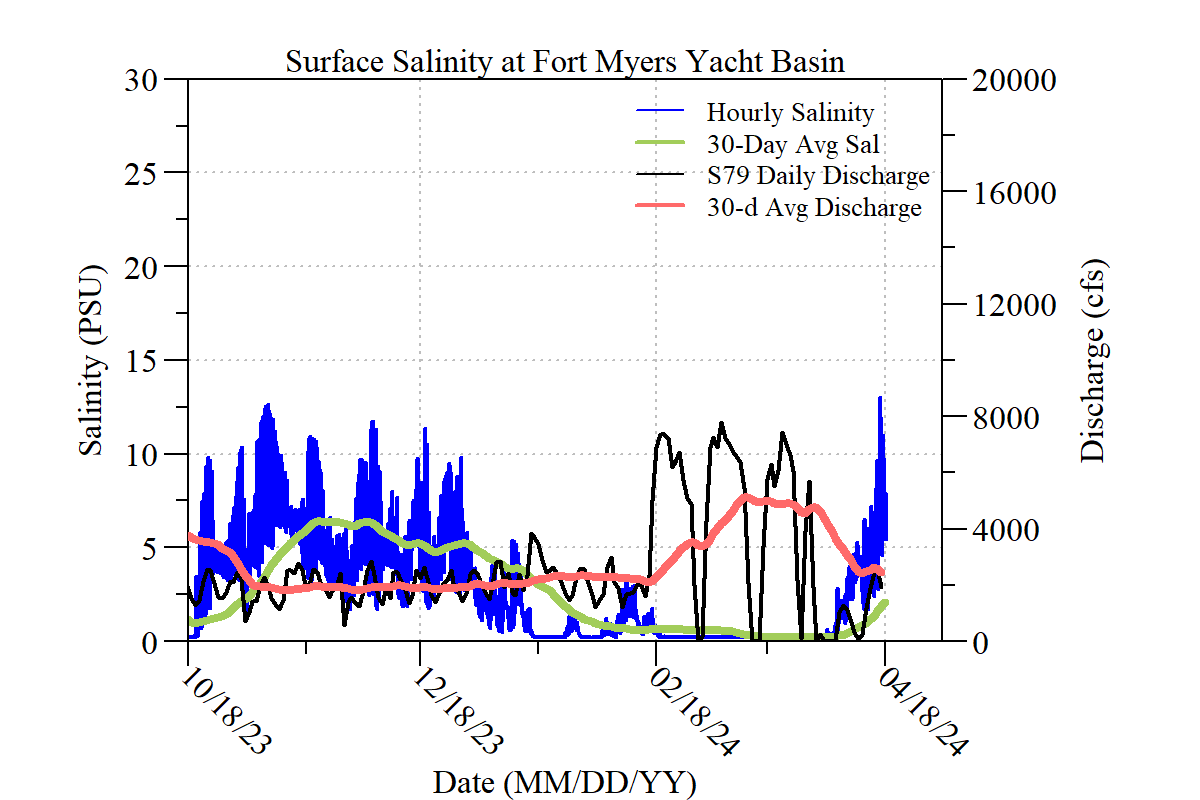 Surface Salinity at Fort Myers Yacht Basin
30
25
20
15
10
5
0
Salinity (PSU)
Hourly Salinity
30-Day Avg Sal
S79 Daily Discharge
30-d Avg Discharge
20000
16000
12000
8000
4000
0
Discharge (cfs)
10/18/23
12/18/23
02/18/24
04/18/24
Date (MM/DD/YY)